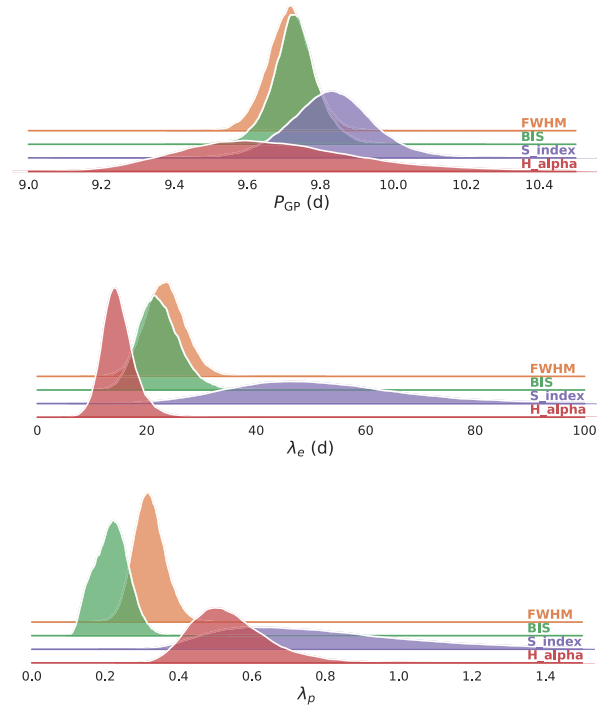 FWHM
BIS
S_index
H_alpha
9.0 9.2 9.4 9.6 9.8 10.0 10.2 10.4
P_GP (d)
FWHM
BIS
S_index
H_alpha
0 20 40 60 80 100
λ_e (d)
FWHM
BIS
S_index
H_alpha
0.0 0.2 0.4 0.6 0.8 1.0 1.2 1.4
λ_p